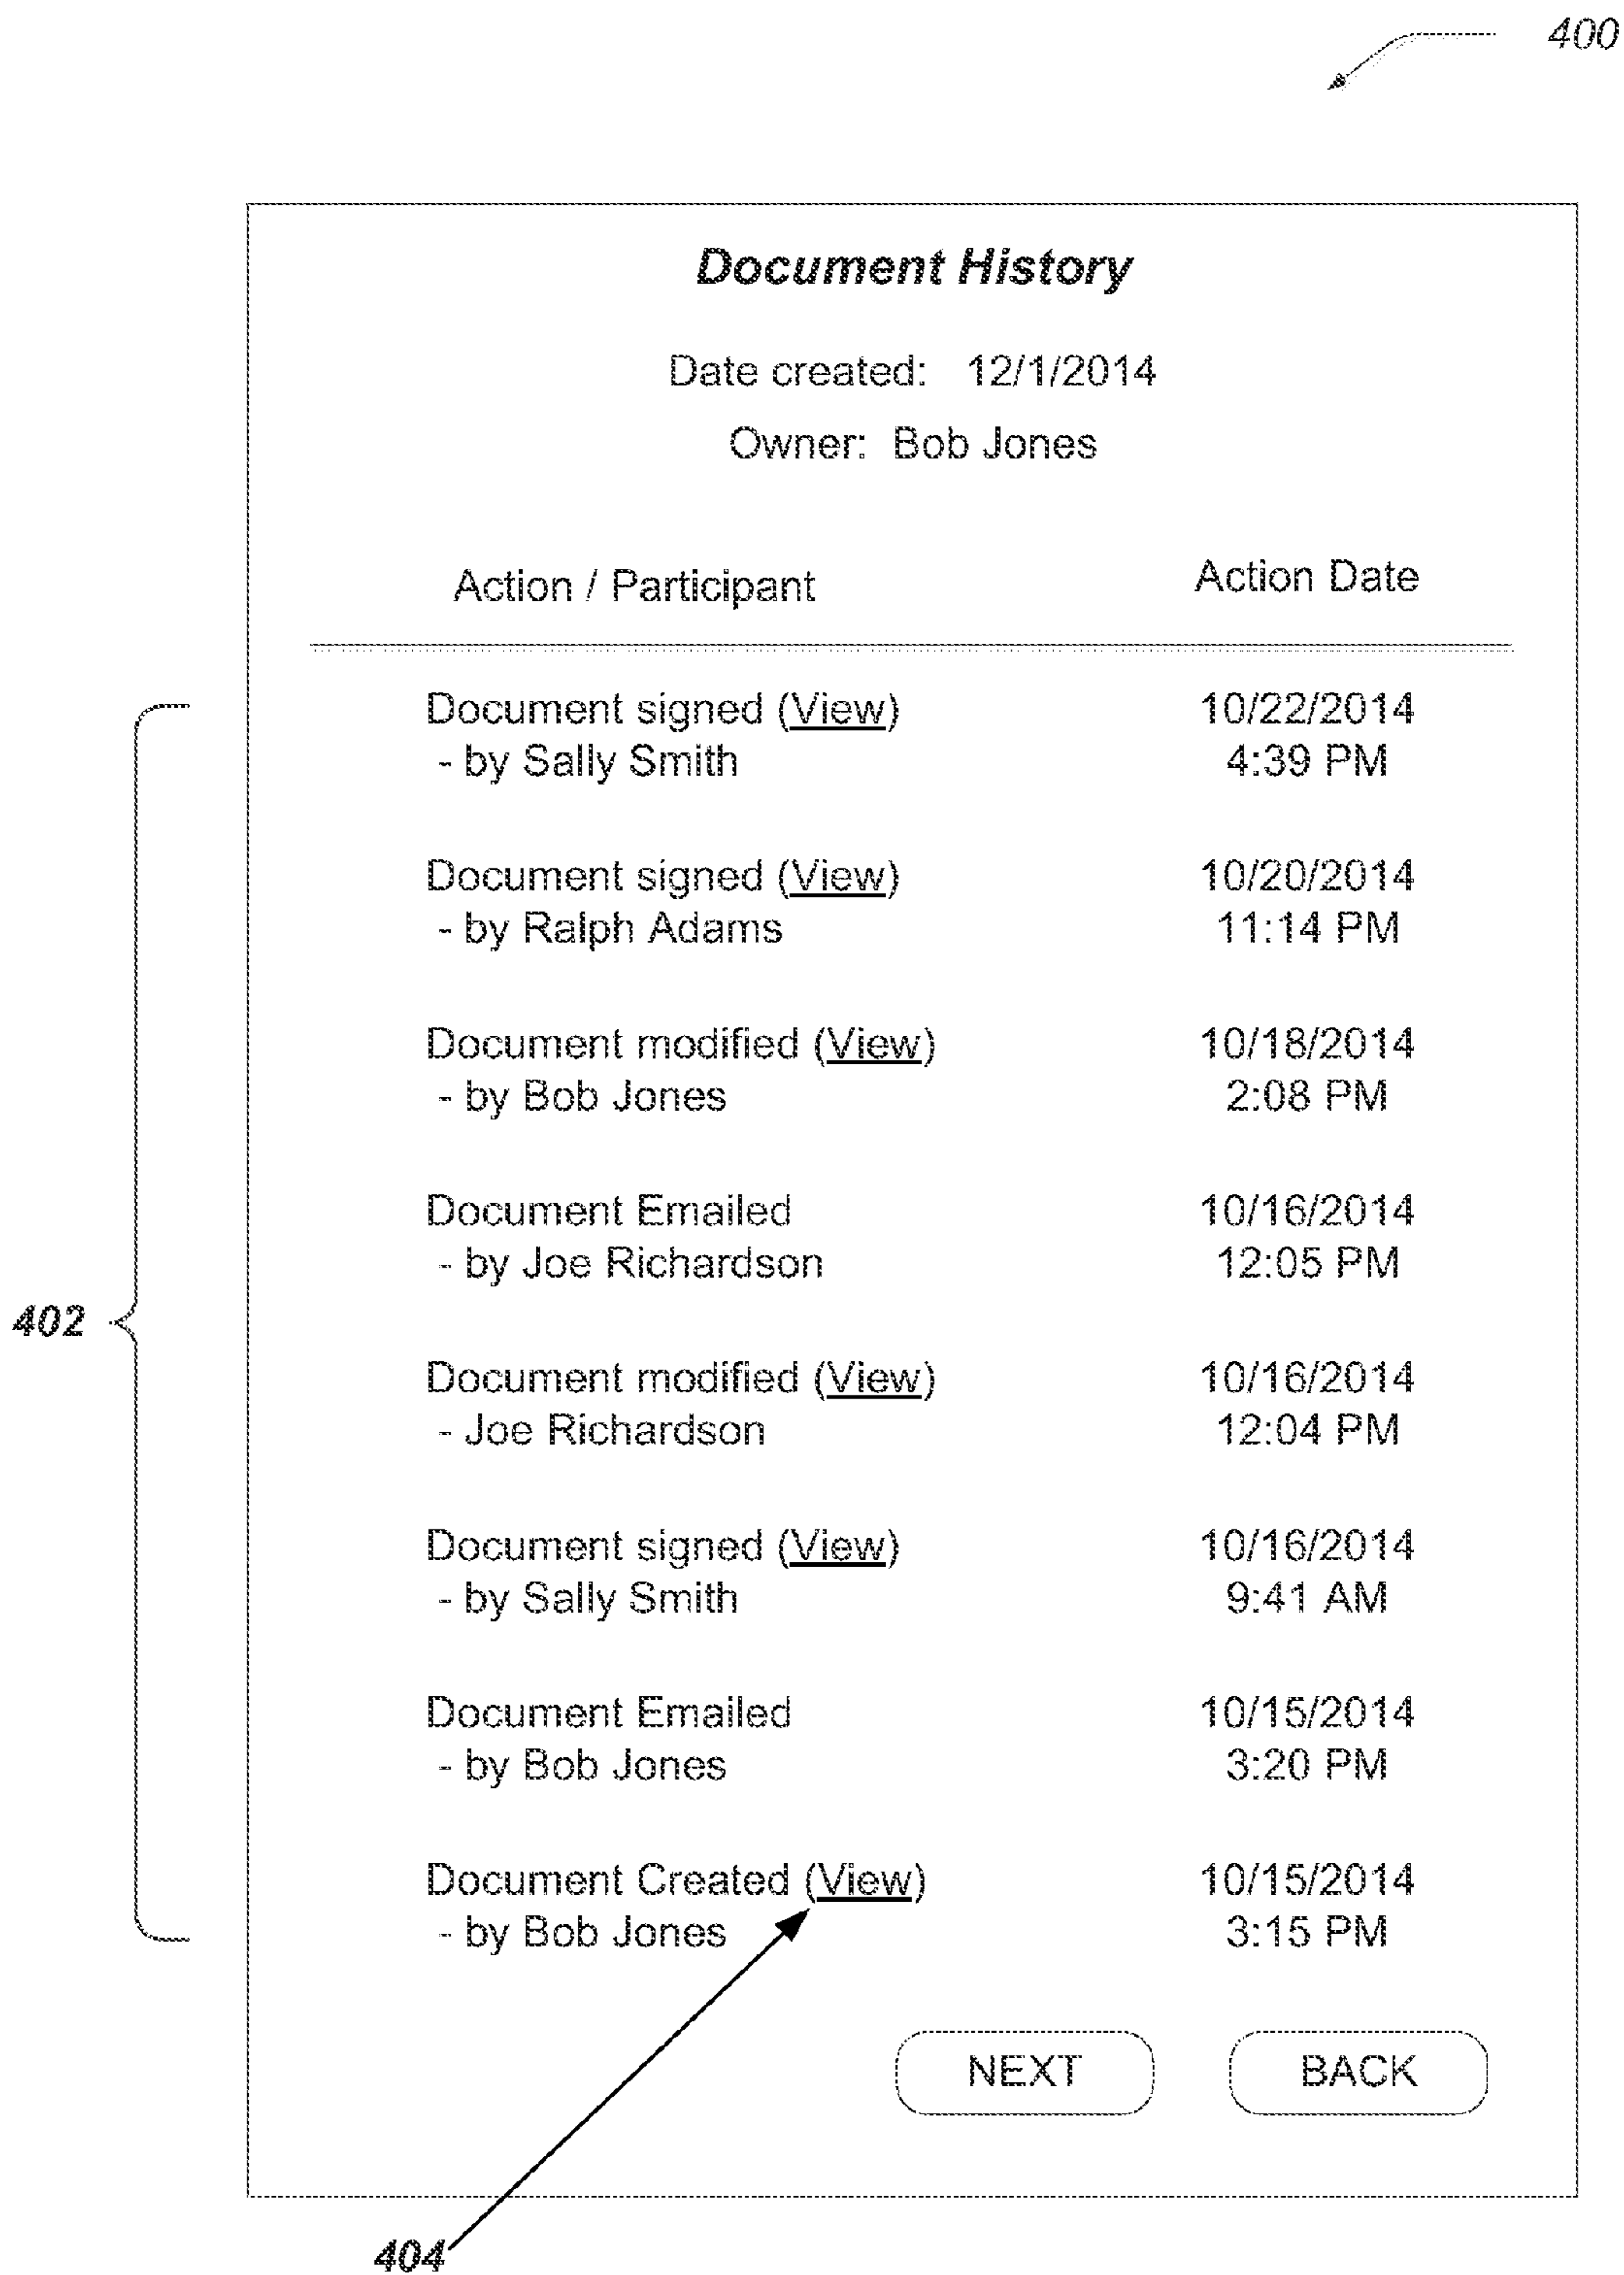 400
Document History
Date created: 12/1/2014
Owner: Bob Jones
Action / Participant Action Date
Document signed (View) 10/22/2014
- by Sally Smith 4:39 PM
Document signed (View) 10/20/2014
- by Ralph Adams 11:14 PM
Document modified (View) 10/18/2014
- by Bob Jones 2:08 PM
Document Emailed 10/16/2014
- by Joe Richardson 12:05 PM
402
Document modified (View) 10/16/2014
- Joe Richardson 12:04 PM
Document signed (View) 10/16/2014
- by Sally Smith 9:41 AM
Document Emailed 10/15/2014
- by Bob Jones 3:20 PM
Document Created (View) 10/15/2014
- by Bob Jones 3:15 PM
NEXT BACK
404